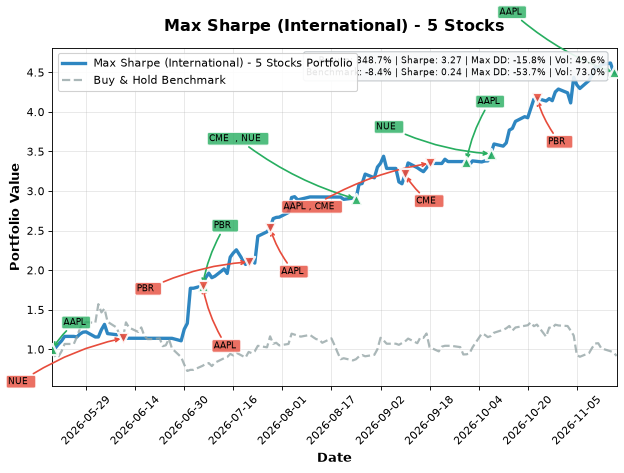 Max Sharpe (International) - 5 Stocks
AAPL
Max Sharpe (International) - 5 Stocks Portfolio
Buy & Hold Benchmark
348.7% | Sharpe: 3.27 | Max DD: -15.8% | Vol: 49.6%
-8.4% | Sharpe: 0.24 | Max DD: -53.7% | Vol: 73.0%
AAPL
NUE
CME , NUE
PBR
CME
AAPL , CME
PBR
AAPL
PBR
AAPL
AAPL
NUE
Portfolio Value
4.5
4.0
3.5
3.0
2.5
2.0
1.5
1.0
2026-05-29
2026-06-14
2026-06-30
2026-07-16
2026-08-01
2026-08-17
2026-09-02
2026-09-18
2026-10-04
2026-10-20
2026-11-05
Date